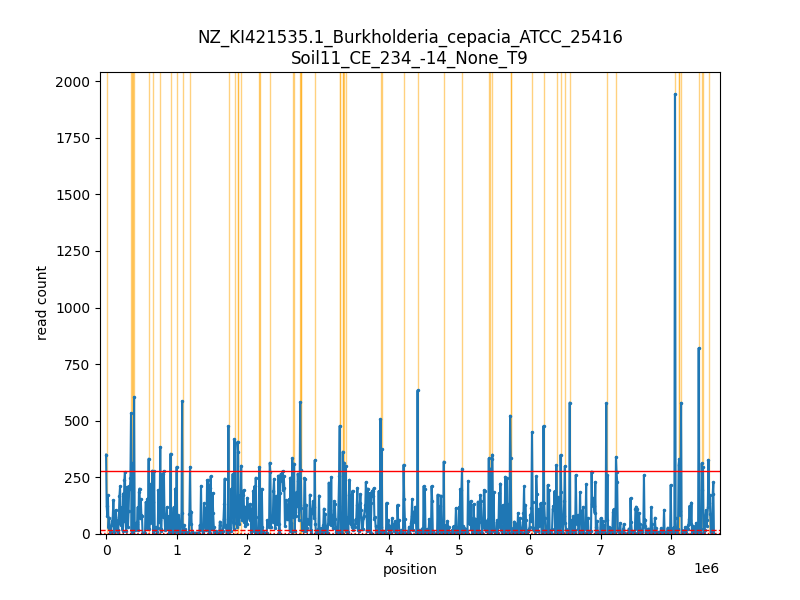 NZ_KI421535.1_Burkholderia_cepacia_ATCC_25416
Soil11_CE_234_-14_None_T9
2000
1750
1500
1250
1000
750
500
250
0
read count
0 1 2 3 4 5 6 7 8
1e6
position